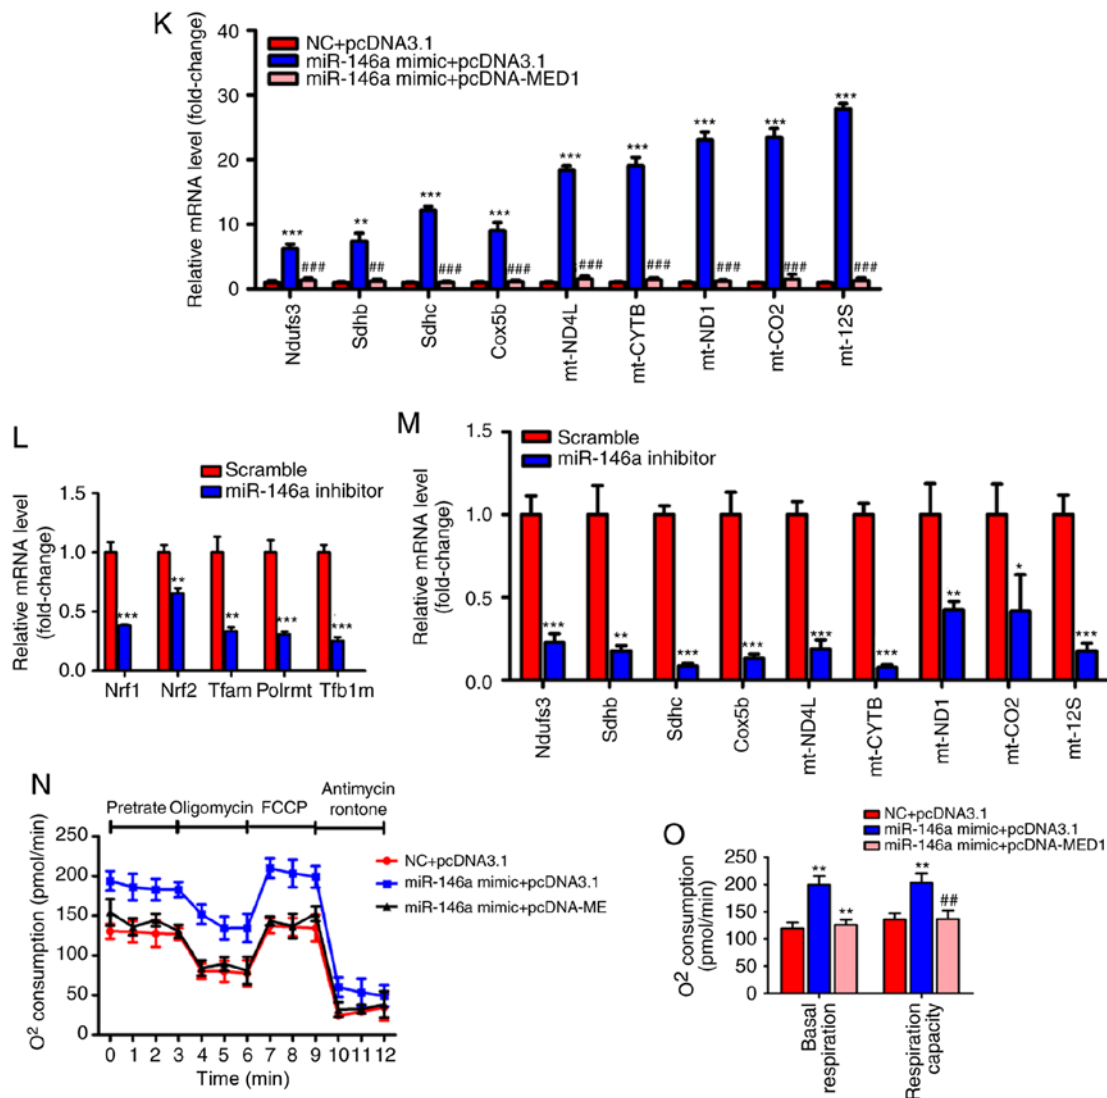 K
NC+pcDNA3.1
miR-146a mimic+pcDNA3.1
miR-146a mimic+pcDNA-MED1
Relative mRNA level (fold-change)
40
30
20
10
0
*** ** *** *** *** *** *** *** ***
### ## ### ### ### ### ### ### ###
Ndufs3 Sdhb Sdhc Cox5b mt-ND4L mt-CYTB mt-ND1 mt-CO2 mt-12S
L
Scramble
miR-146a inhibitor
Relative mRNA level
(fold-change)
1.5
1.0
0.5
0.0
*** ** ** *** ***
Nrf1 Nrf2 Tfam Polrmt Tfb1m
M
Scramble
miR-146a inhibitor
Relative mRNA level
(fold-change)
1.5
1.0
0.5
0.0
*** ** *** *** *** *** ** * ***
Ndufs3 Sdhb Sdhc Cox5b mt-ND4L mt-CYTB mt-ND1 mt-CO2 mt-12S
N
Pretrate Oligomycin FCCP Antimycin
rontone
O2 consumption (pmol/min)
250
200
150
100
50
0
NC+pcDNA3.1
miR-146a mimic+pcDNA3.1
miR-146a mimic+pcDNA-ME
0 1 2 3 4 5 6 7 8 9 10 11 12
Time (min)
O
NC+pcDNA3.1
miR-146a mimic+pcDNA3.1
miR-146a mimic+pcDNA-MED1
O2 consumption
(pmol/min)
250
200
150
100
50
0
** ** ** ##
Basal
respiration
Respiration
capacity